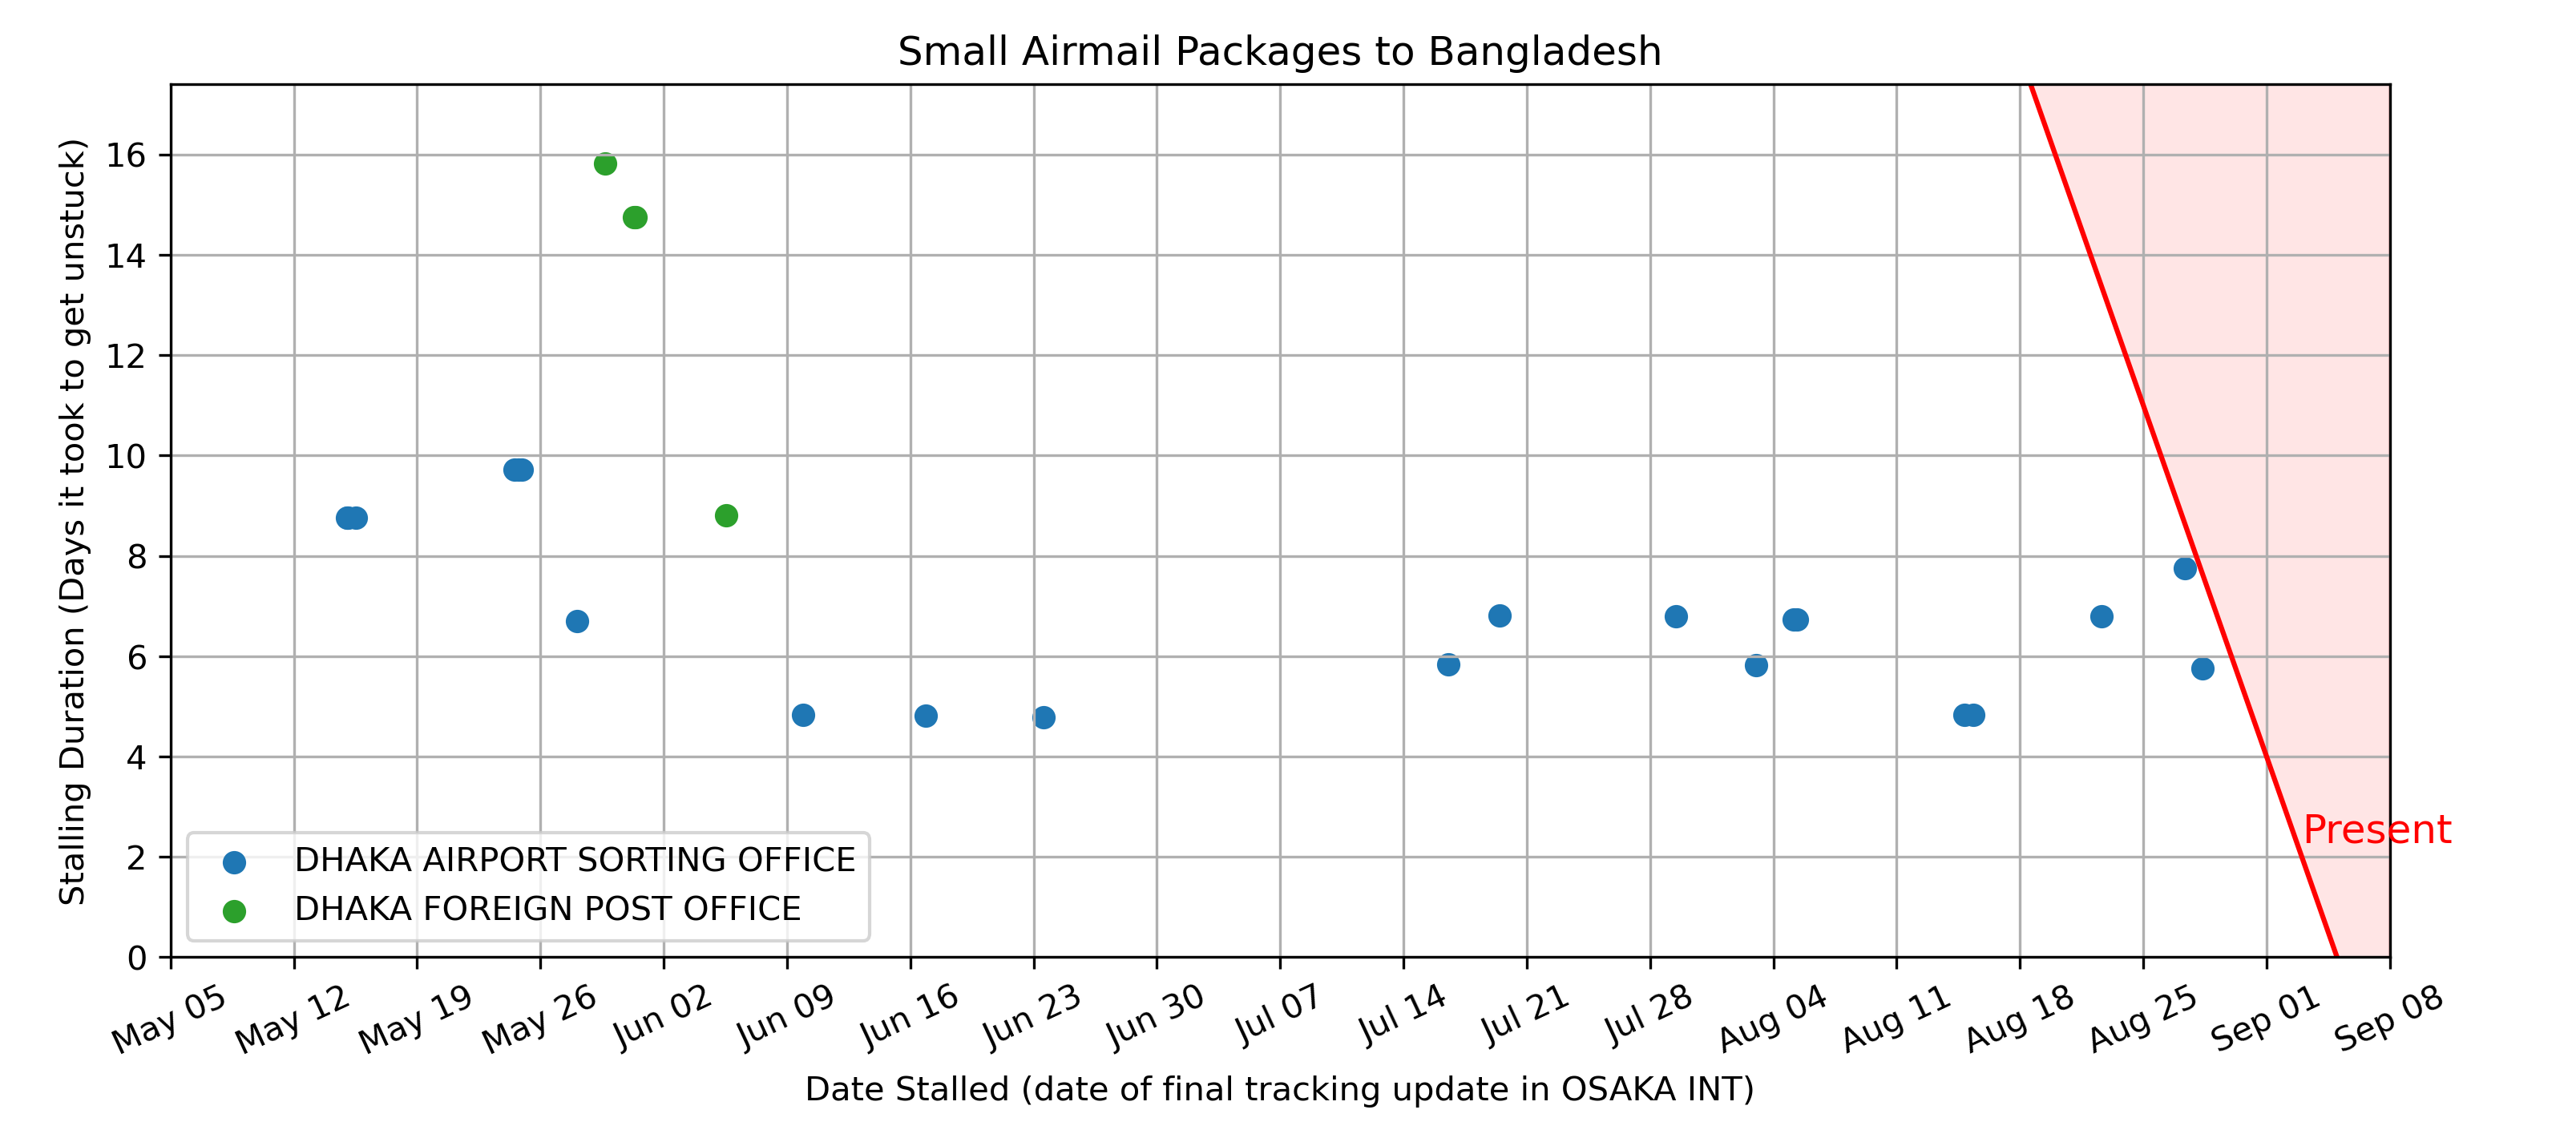 Small Airmail Packages to Bangladesh
Stalling Duration (Days it took to get unstuck)
16
14
12
10
8
6
4
2
0
DHAKA AIRPORT SORTING OFFICE
DHAKA FOREIGN POST OFFICE
Present
May 05
May 12
May 19
May 26
Jun 02
Jun 09
Jun 16
Jun 23
Jun 30
Jul 07
Jul 14
Jul 21
Jul 28
Aug 04
Aug 11
Aug 18
Aug 25
Sep 01
Sep 08
Date Stalled (date of final tracking update in OSAKA INT)